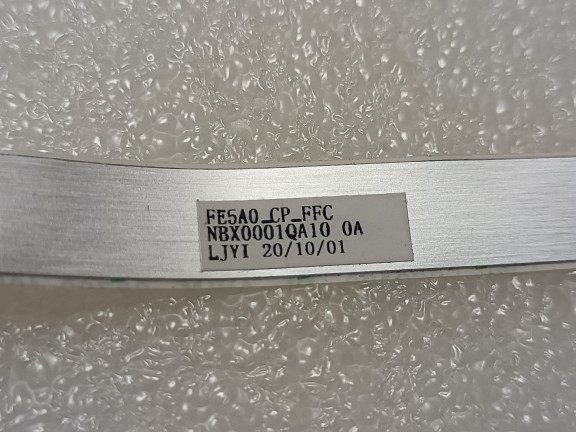 FE5A0_CP_FFC
NBX0001QA10 0A
LJYI 20/10/01